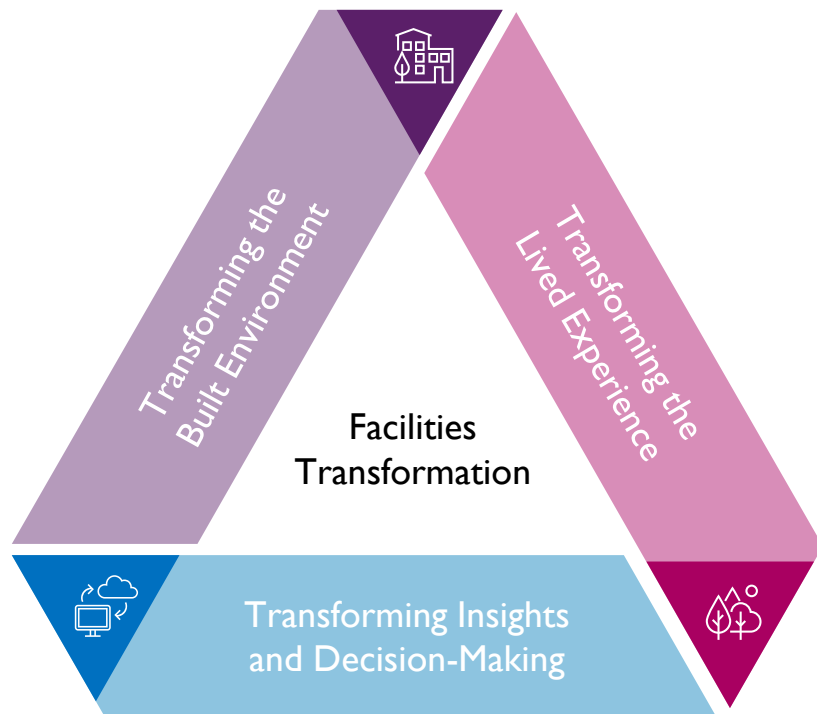 Transforming the
Built Environment
Transforming the
Lived Experience
Facilities
Transformation
Transforming Insights
and Decision-Making